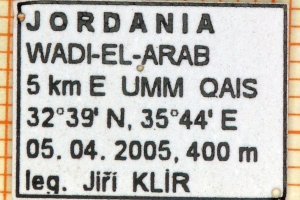 JORDANIA
WADI-EL-ARAB
5 km E UMM QAIS
32°39' N, 35°44' E
05. 04. 2005, 400 m
leg. Jiří KLÍR